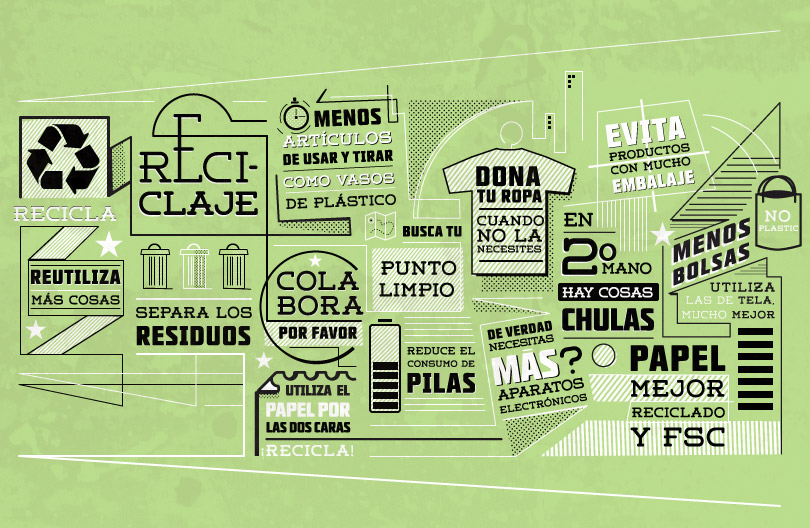 RECICLA
REUTILIZA
MÁS COSAS
RECI-
CLAJE
SEPARA LOS
RESIDUOS
MENOS
ARTÍCULOS
DE USAR Y TIRAR
COMO VASOS
DE PLÁSTICO
BUSCA TU
PUNTO
LIMPIO
COLA
BORA
POR FAVOR
UTILIZA EL
PAPEL POR
LAS DOS CARAS
¡RECICLA!
REDUCE EL
CONSUMO DE
PILAS
DONA
TU ROPA
CUANDO
NO LA
NECESITES
DE VERDAD
NECESITAS
MÁS?
APARATOS
ELECTRÓNICOS
EVITA
PRODUCTOS
CON MUCHO
EMBALAJE
EN
2o
MANO
HAY COSAS
CHULAS
MENOS
BOLSAS
NO
PLASTIC
UTILIZA
LAS DE TELA,
MUCHO MEJOR
PAPEL
MEJOR
RECICLADO
Y FSC